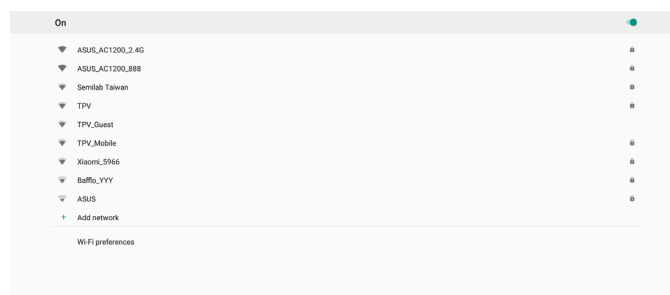 On
ASUS_AC1200_2.4G
ASUS_AC1200_888
Semilab Taiwan
TPV
TPV_Guest
TPV_Mobile
Xiaomi_5966
Bafflo_YYY
ASUS
+ Add network
Wi-Fi preferences